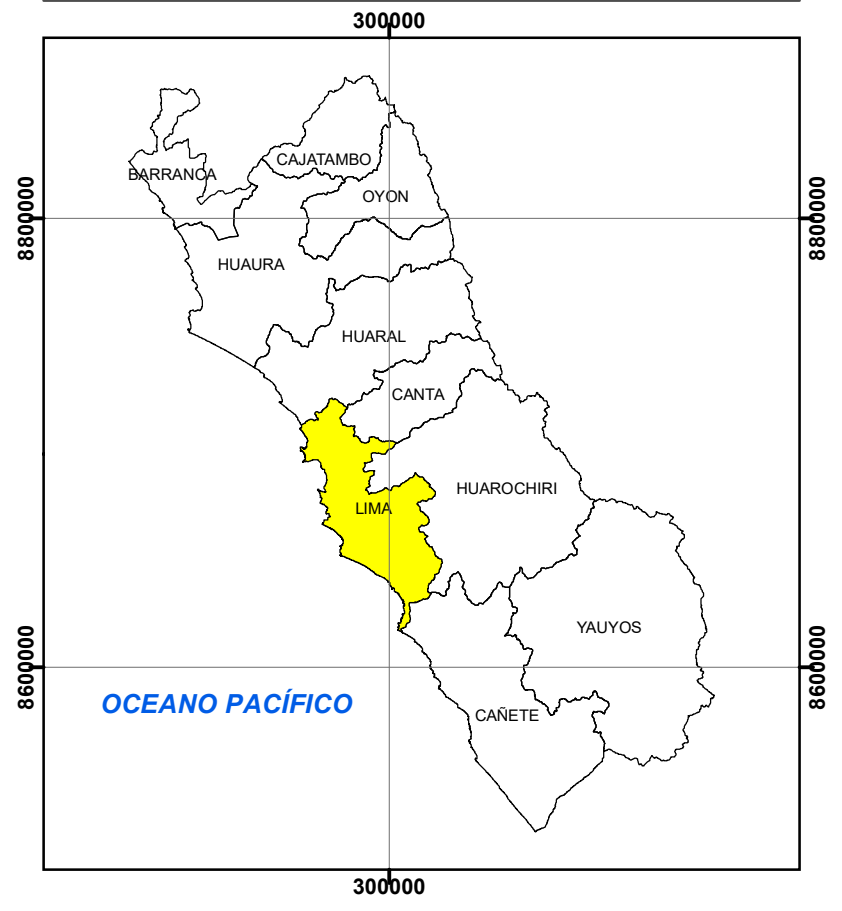 300000
CAJATAMBO
BARRANCA
OYON
8800000
8800000
HUAURA
HUARAL
CANTA
HUAROCHIRI
LIMA
YAUYOS
8600000
8600000
OCEANO PACÍFICO
CAÑETE
300000